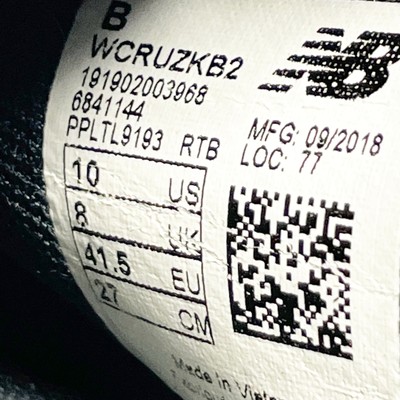 B
WCRUZKB2
191902003968
6841144
PPLTL9193 RTB
MFG: 09/2018
LOC: 77
10 US
8 UK
41.5 EU
27 CM
Made in